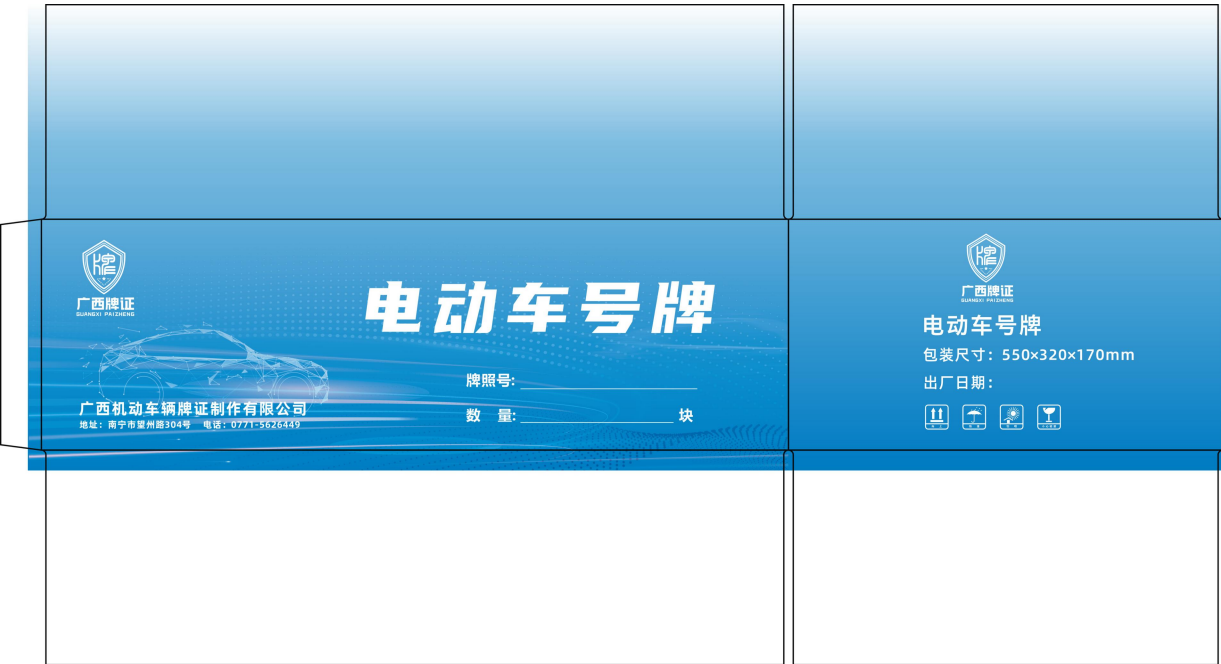 广西牌证
GUANGXI PAIZHENG
电动车号牌
牌照号:
数 量: 块
广西机动车辆牌证制作有限公司
地址：南宁市望州路304号 电话：0771-5626449
广西牌证
GUANGXI PAIZHENG
电动车号牌
包装尺寸：550×320×170mm
出厂日期：